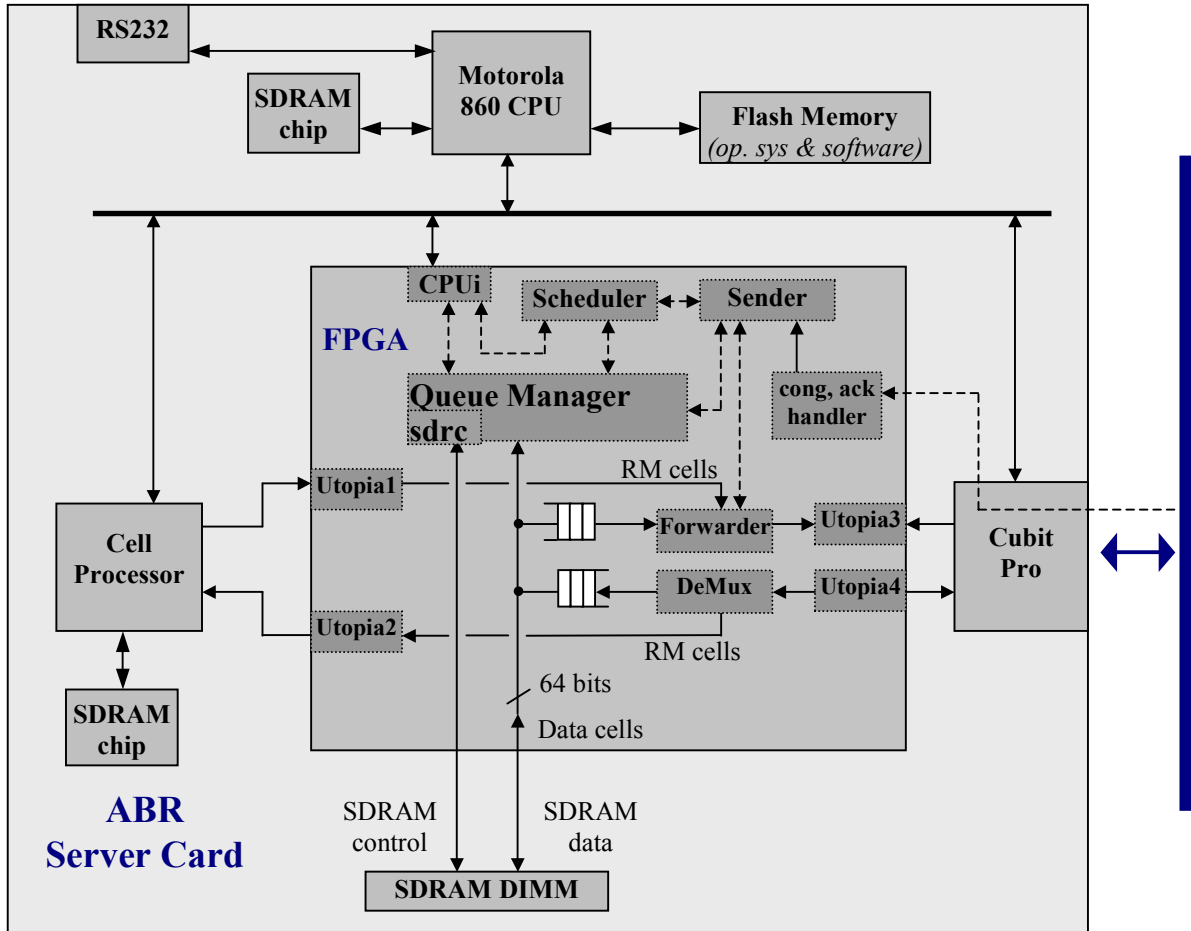 RS232
Motorola
860 CPU
SDRAM
chip
Flash Memory
(op. sys & software)
CPUi
Scheduler
Sender
FPGA
Queue Manager
sdrc
cong, ack
handler
RM cells
Utopia1
Forwarder
Utopia3
Cell
Processor
Cubit
Pro
DeMux
Utopia4
Utopia2
RM cells
64 bits
SDRAM
chip
Data cells
ABR
Server Card
SDRAM
control
SDRAM
data
SDRAM DIMM